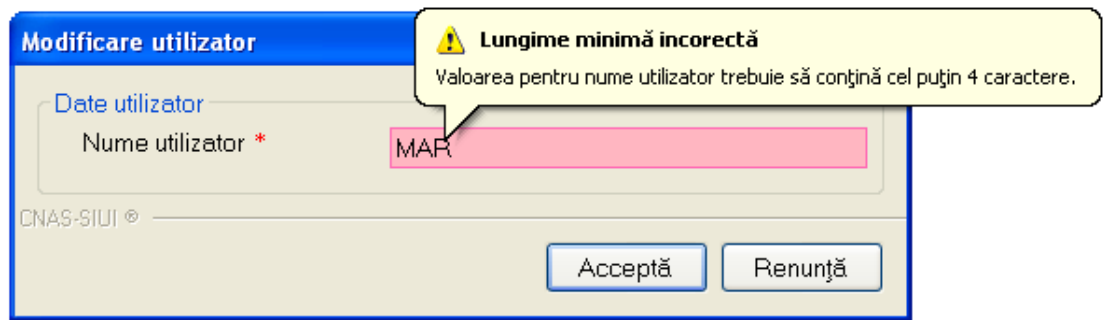 Modificare utilizator
Lungime minimă incorectă
Valoarea pentru nume utilizator trebuie să conţină cel puţin 4 caractere.
Date utilizator
Nume utilizator * MAR
CNAS-SIUI ®
Acceptă Renunţă